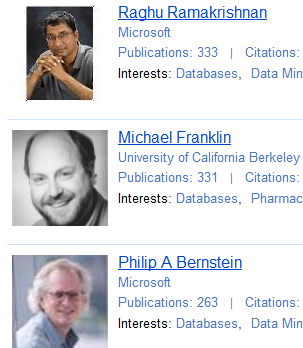 Raghu Ramakrishnan
Microsoft
Publications: 333 | Citations:
Interests: Databases, Data Min
Michael Franklin
University of California Berkeley
Publications: 331 | Citations:
Interests: Databases, Pharmac
Philip A Bernstein
Microsoft
Publications: 263 | Citations:
Interests: Databases, Data Min